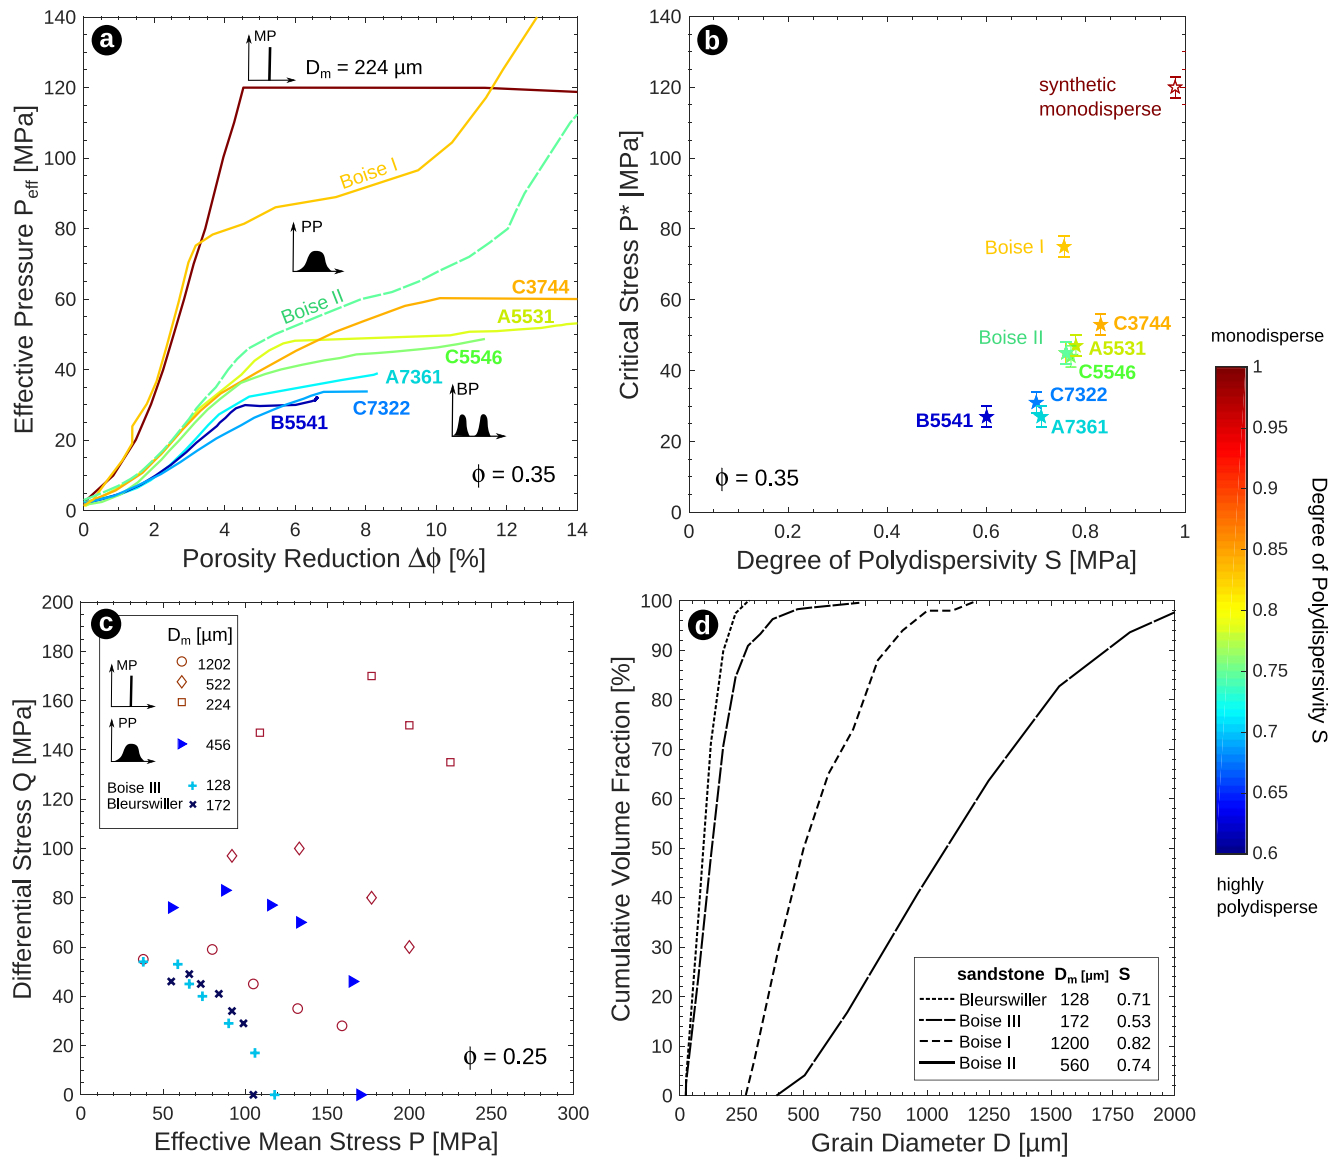 a
140
120
100
80
60
40
20
0
Effective Pressure P_eff [MPa]
MP
D_m = 224 µm
Boise I
PP
Boise II
C3744
A5531
C5546
A7361
C7322
B5541
BP
ϕ = 0.35
0 2 4 6 8 10 12 14
Porosity Reduction Δϕ [%]
b
140
120
100
80
60
40
20
0
Critical Stress P* [MPa]
synthetic
monodisperse
Boise I
C3744
Boise II
A5531
C5546
C7322
B5541
A7361
ϕ = 0.35
0 0.2 0.4 0.6 0.8 1
Degree of Polydispersivity S [MPa]
monodisperse
1
0.95
0.9
0.85
0.8
0.75
0.7
0.65
0.6
Degree of Polydispersivity S
highly
polydisperse
c
200
180
160
140
120
100
80
60
40
20
0
Differential Stress Q [MPa]
D_m [µm]
MP
1202
522
224
PP
456
Boise III 128
Bleurswiller 172
ϕ = 0.25
0 50 100 150 200 250 300
Effective Mean Stress P [MPa]
d
100
90
80
70
60
50
40
30
20
10
0
Cumulative Volume Fraction [%]
sandstone D_m [µm] S
Bleurswiller 128 0.71
Boise III 172 0.53
Boise I 1200 0.82
Boise II 560 0.74
0 250 500 750 1000 1250 1500 1750 2000
Grain Diameter D [µm]